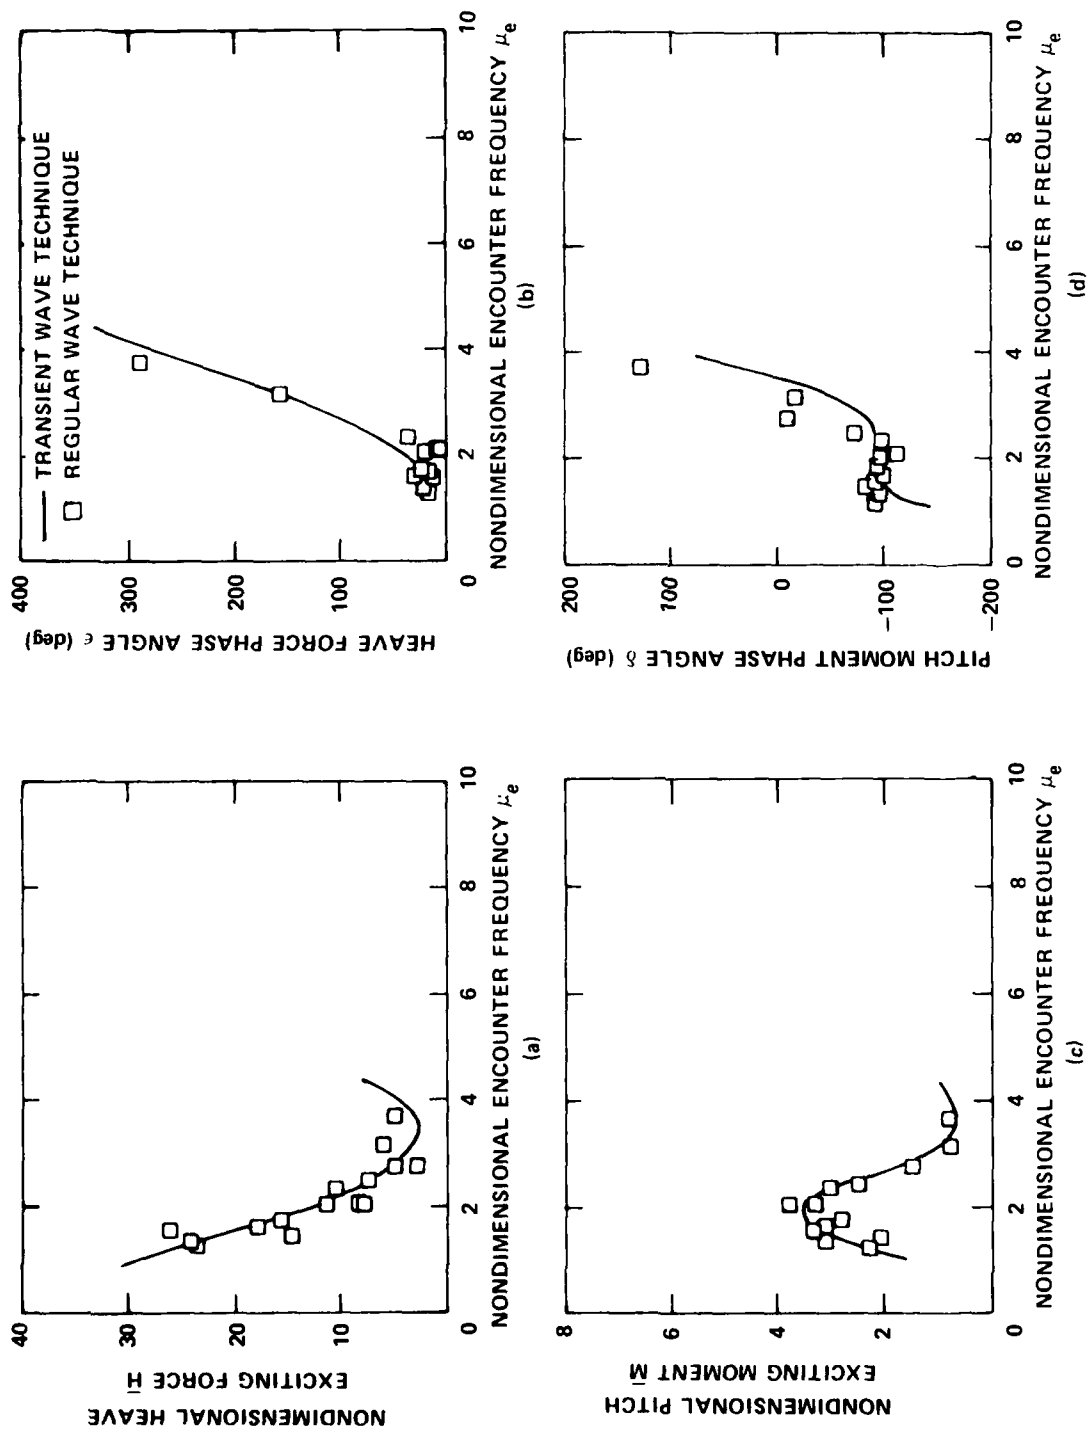 40
30
20
10
0
2
4
6
8
10
NONDIMENSIONAL HEAVE
EXCITING FORCE H̄
NONDIMENSIONAL ENCOUNTER FREQUENCY μe
(a)
400
300
200
100
0
2
4
6
8
10
HEAVE FORCE PHASE ANGLE ε (deg)
TRANSIENT WAVE TECHNIQUE
REGULAR WAVE TECHNIQUE
NONDIMENSIONAL ENCOUNTER FREQUENCY μe
(b)
8
6
4
2
0
2
4
6
8
10
NONDIMENSIONAL PITCH
EXCITING MOMENT M̄
NONDIMENSIONAL ENCOUNTER FREQUENCY μe
(c)
200
100
0
-100
-200
0
2
4
6
8
10
PITCH MOMENT PHASE ANGLE δ (deg)
NONDIMENSIONAL ENCOUNTER FREQUENCY μe
(d)